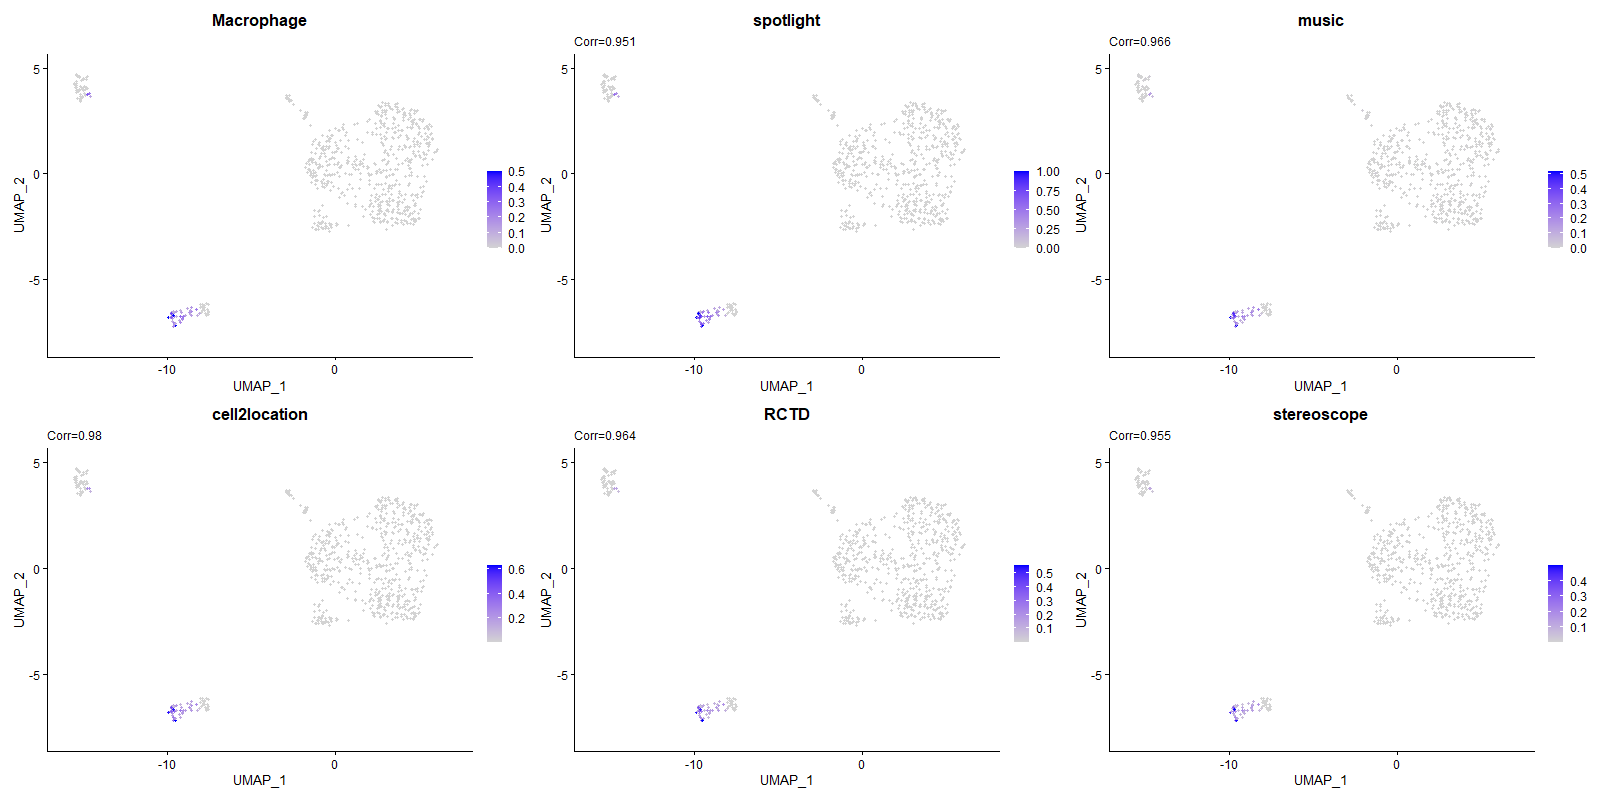 Macrophage
UMAP_2
5
0
-5
-10
0
UMAP_1
0.5
0.4
0.3
0.2
0.1
0.0
spotlight
Corr=0.951
UMAP_2
-10
0
UMAP_1
5
0
-5
1.00
0.75
0.50
0.25
0.00
music
Corr=0.966
UMAP_2
5
0
-5
-10
0
UMAP_1
0.5
0.4
0.3
0.2
0.1
0.0
cell2location
Corr=0.98
UMAP_2
5
0
-5
-10
0
UMAP_1
0.6
0.4
0.2
RCTD
Corr=0.964
UMAP_2
5
0
-5
-10
0
UMAP_1
0.5
0.4
0.3
0.2
0.1
stereoscope
Corr=0.955
UMAP_2
5
0
-5
-10
0
UMAP_1
0.4
0.3
0.2
0.1